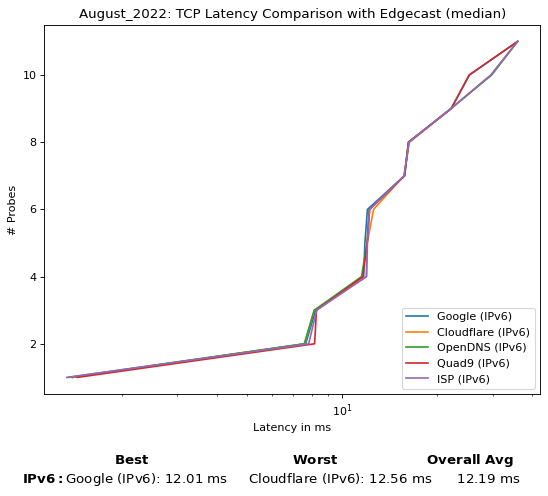 August_2022: TCP Latency Comparison with Edgecast (median)
10
8
6
4
2
# Probes
Google (IPv6)
Cloudflare (IPv6)
OpenDNS (IPv6)
Quad9 (IPv6)
ISP (IPv6)
10¹
Latency in ms
Best Worst Overall Avg
IPv6: Google (IPv6): 12.01 ms Cloudflare (IPv6): 12.56 ms 12.19 ms